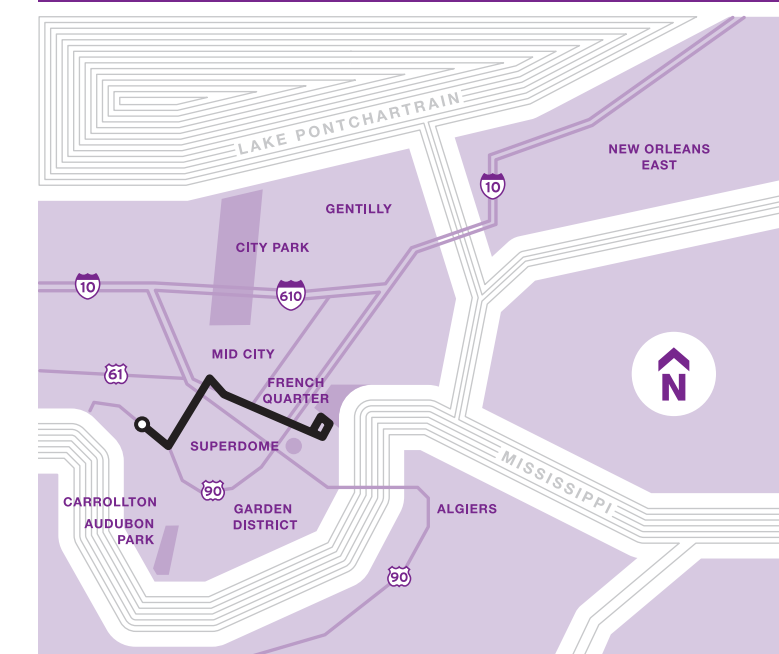 LAKE PONTCHARTRAIN
NEW ORLEANS
EAST
10
GENTILLY
CITY PARK
10
610
MID CITY
61
FRENCH
QUARTER
N
SUPERDOME
MISSISSIPPI
90
CARROLLTON
GARDEN
DISTRICT
ALGIERS
AUDUBON
PARK
90